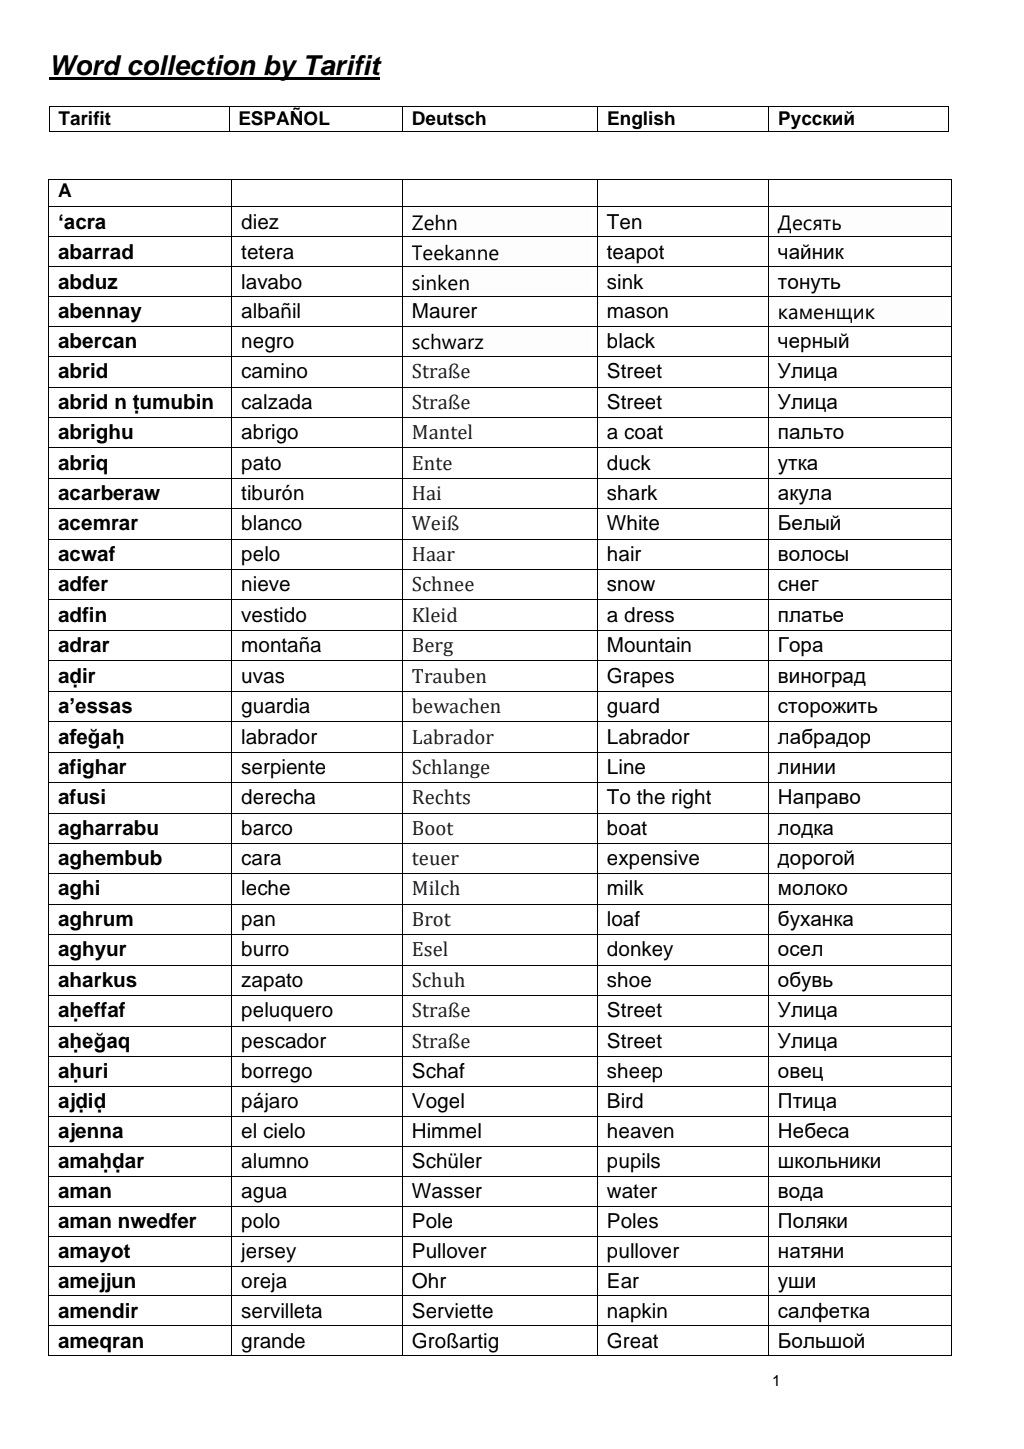 Word collection by Tarifit
Tarifit ESPAÑOL Deutsch English Русский
A
‘acra diez Zehn Ten Десять
abarrad tetera Teekanne teapot чайник
abduz lavabo sinken sink тонуть
abennay albañil Maurer mason каменщик
abercan negro schwarz black черный
abrid camino Straße Street Улица
abrid n ṭumubin calzada Straße Street Улица
abrighu abrigo Mantel a coat пальто
abriq pato Ente duck утка
acarberaw tiburón Hai shark акула
acemrar blanco Weiß White Белый
acwaf pelo Haar hair волосы
adfer nieve Schnee snow снег
adfin vestido Kleid a dress платье
adrar montaña Berg Mountain Гора
aḍir uvas Trauben Grapes виноград
a’essas guardia bewachen guard сторожить
afeğaḥ labrador Labrador Labrador лабрадор
afighar serpiente Schlange Line линии
afusi derecha Rechts To the right Направо
agharrabu barco Boot boat лодка
aghembub cara teuer expensive дорогой
aghi leche Milch milk молоко
aghrum pan Brot loaf буханка
aghyur burro Esel donkey осел
aharkus zapato Schuh shoe обувь
aḥeffaf peluquero Straße Street Улица
aḥeğaq pescador Straße Street Улица
aḥuri borrego Schaf sheep овец
ajḍiḍ pájaro Vogel Bird Птица
ajenna el cielo Himmel heaven Небеса
amaḥḍar alumno Schüler pupils школьники
aman agua Wasser water вода
aman nwedfer polo Pole Poles Поляки
amayot jersey Pullover pullover натяни
amejjun oreja Ohr Ear уши
amendir servilleta Serviette napkin салфетка
ameqran grande Großartig Great Большой
1